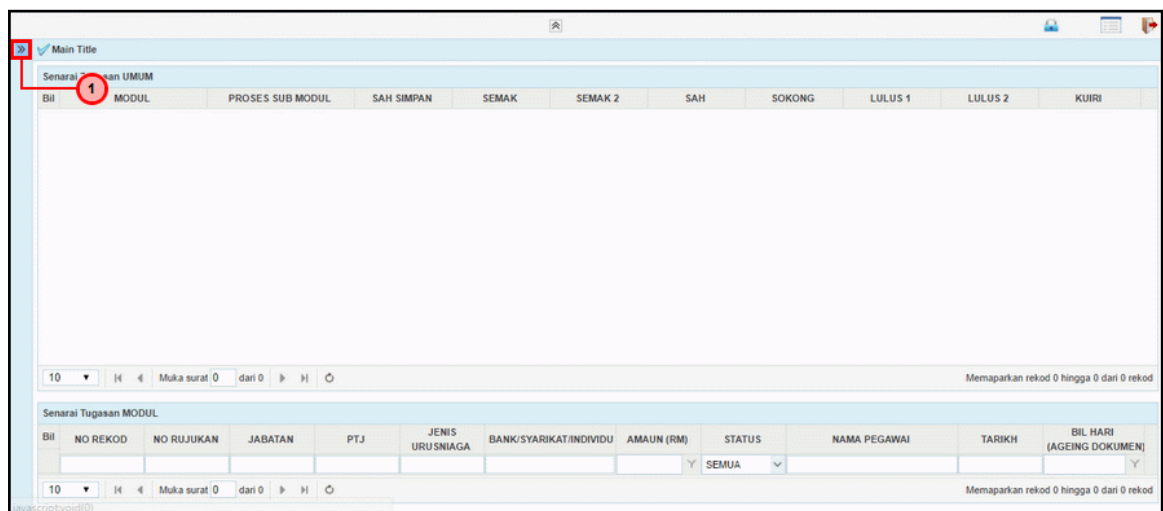 Main Title
Senarai Tugasan UMUM
1
Bil MODUL PROSES SUB MODUL SAH SIMPAN SEMAK SEMAK 2 SAH SOKONG LULUS 1 LULUS 2 KUIRI
10 Muka surat 0 dari 0 Memaparkan rekod 0 hingga 0 dari 0 rekod
Senarai Tugasan MODUL
Bil NO REKOD NO RUJUKAN JABATAN PTJ JENIS URUSNIAGA BANK/SYARIKAT/INDIVIDU AMAUN (RM) STATUS NAMA PEGAWAI TARIKH BIL HARI (AGEING DOKUMEN)
SEMUA
10 Muka surat 0 dari 0 Memaparkan rekod 0 hingga 0 dari 0 rekod
javascript:void(0)